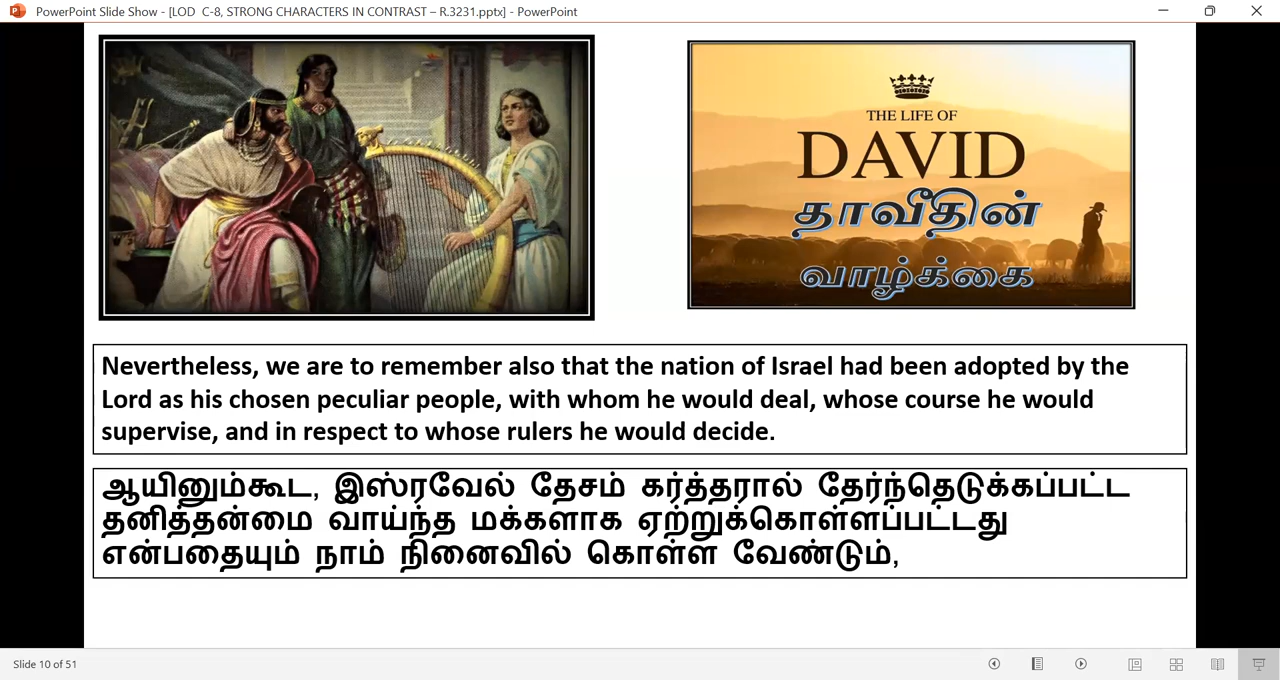 PowerPoint Slide Show - [LOD  C-8, STRONG CHARACTERS IN CONTRAST – R.3231.pptx] - PowerPoint
THE LIFE OF
DAVID
தாவீதின்
வாழ்க்கை
Nevertheless, we are to remember also that the nation of Israel had been adopted by the
Lord as his chosen peculiar people, with whom he would deal, whose course he would
supervise, and in respect to whose rulers he would decide.
ஆயினும்கூட, இஸ்ரவேல் தேசம் கர்த்தரால் தேர்ந்தெடுக்கப்பட்ட
தனித்தன்மை வாய்ந்த மக்களாக ஏற்றுக்கொள்ளப்பட்டது
என்பதையும் நாம் நினைவில் கொள்ள வேண்டும்,
Slide 10 of 51